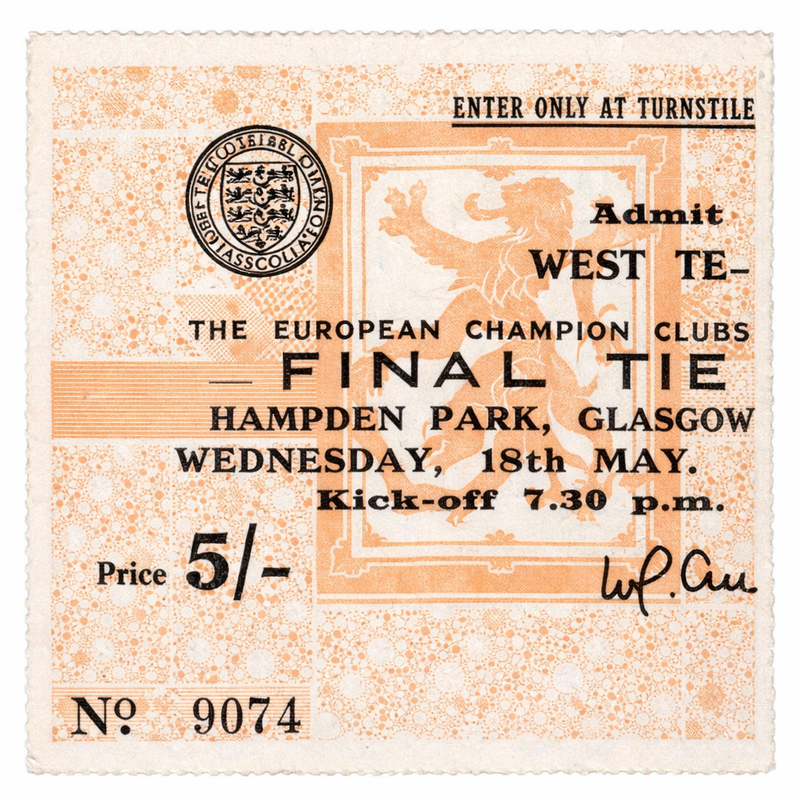 ENTER ONLY AT TURNSTILE
Admit
WEST TE-
THE EUROPEAN CHAMPION CLUBS
— FINAL TIE
HAMPDEN PARK, GLASGOW
WEDNESDAY, 18th MAY.
Kick-off 7.30 p.m.
Price 5/-
No. 9074